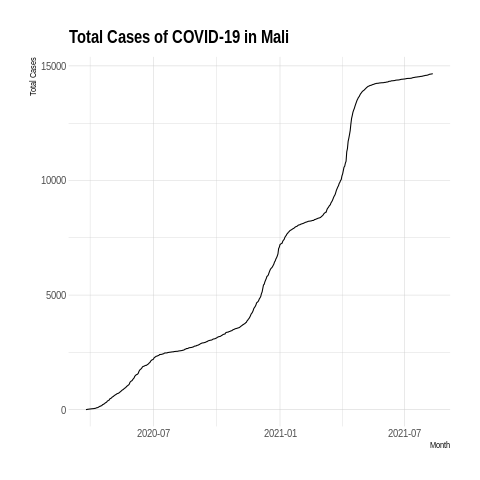 Total Cases of COVID-19 in Mali
Total Cases
15000
10000
5000
0
2020-07
2021-01
2021-07
Month